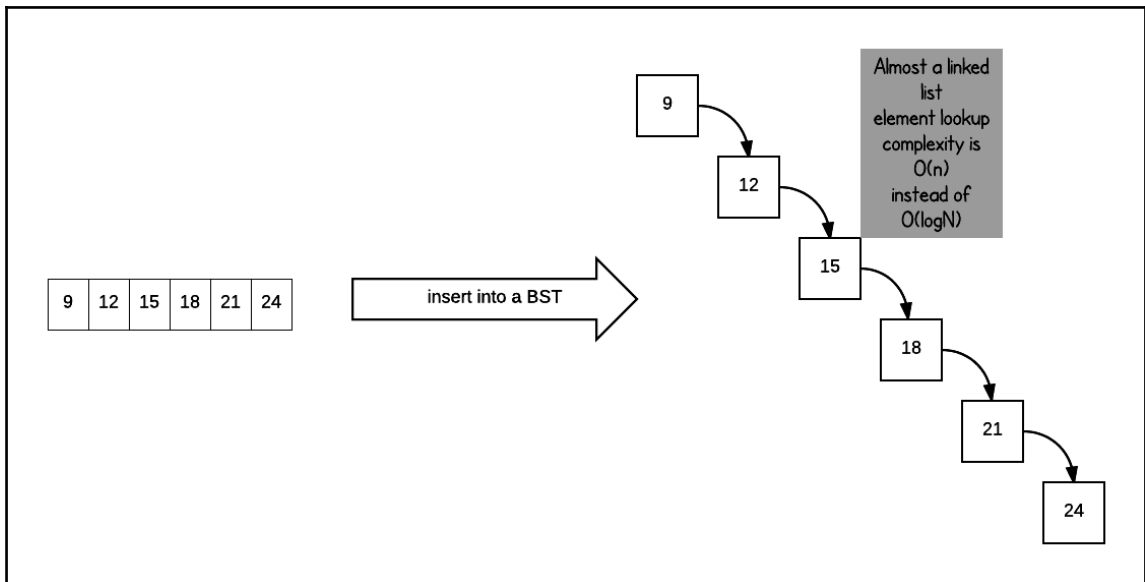 9 12 15 18 21 24
insert into a BST
9
12
15
18
21
24
Almost a linked
list
element lookup
complexity is
O(n)
instead of
O(logN)